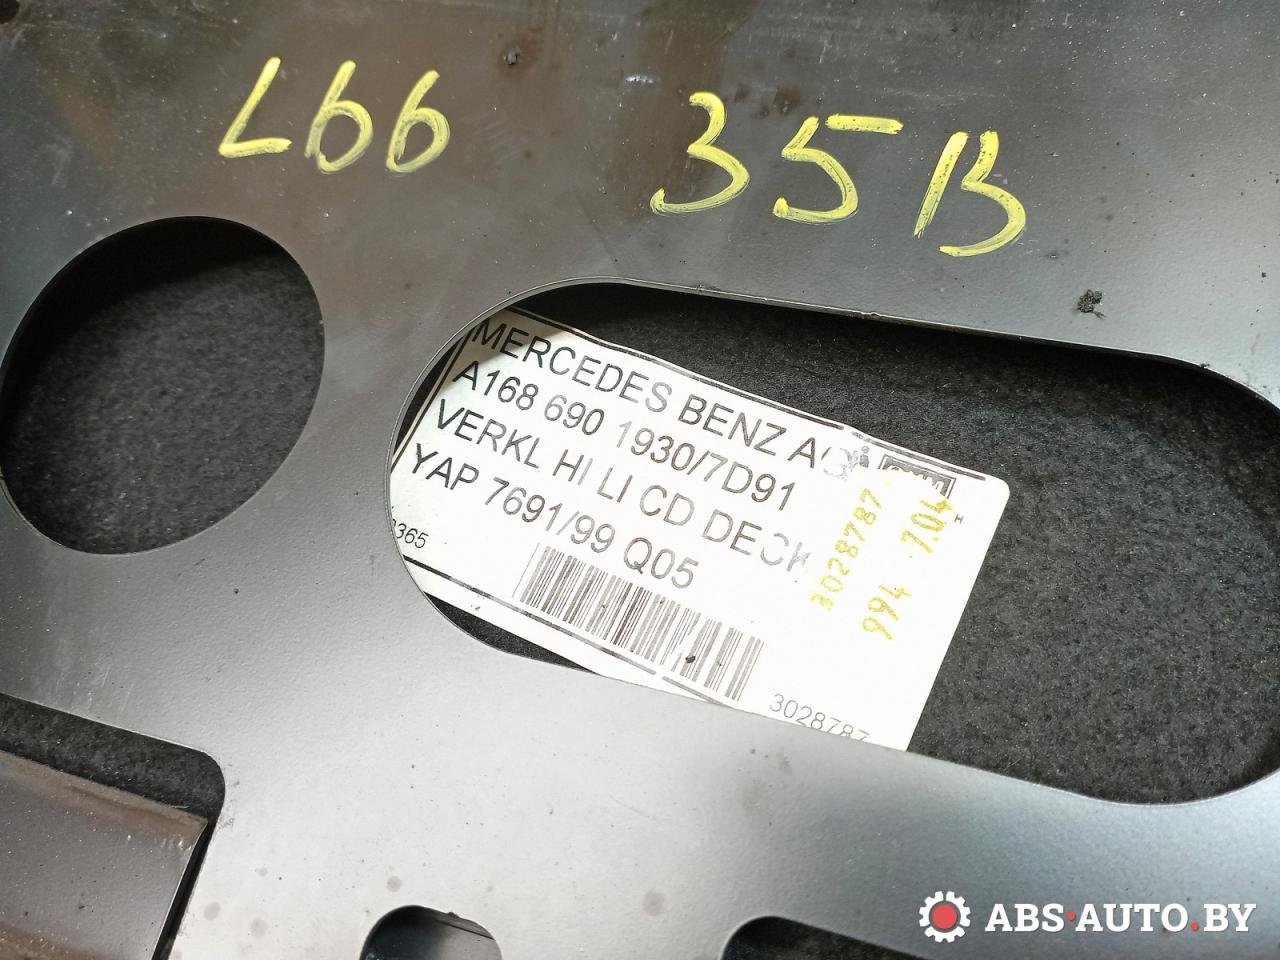 L66 35B
MERCEDES BENZ
A168 690 1930/7D91
VERKL HI LI CD DECK
YAP 7691/99 Q05
365
3028787
3028787
994 7.04
H
ABS-AUTO.BY